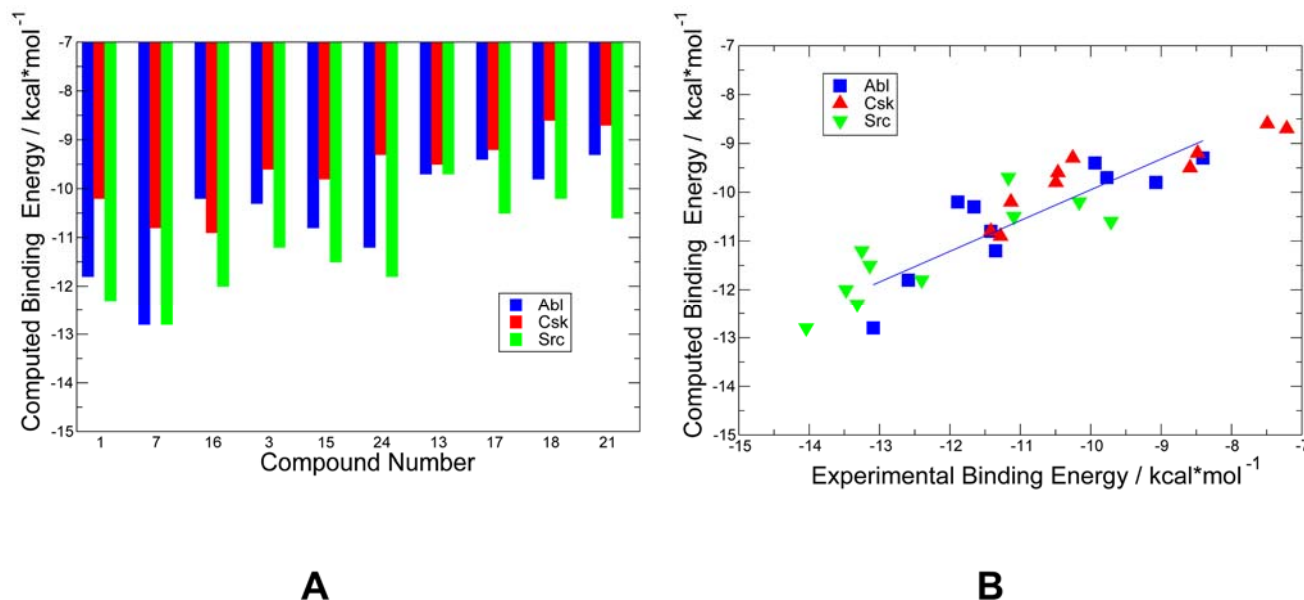 Computed Binding Energy / kcal*mol-1
-7
-8
-9
-10
-11
-12
-13
-14
-15
Abl
Csk
Src
1 7 16 3 15 24 13 17 18 21
Compound Number
A
Computed Binding Energy / kcal*mol-1
-7
-8
-9
-10
-11
-12
-13
-14
-15
Abl
Csk
Src
-15 -14 -13 -12 -11 -10 -9 -8 -7
Experimental Binding Energy / kcal*mol-1
B